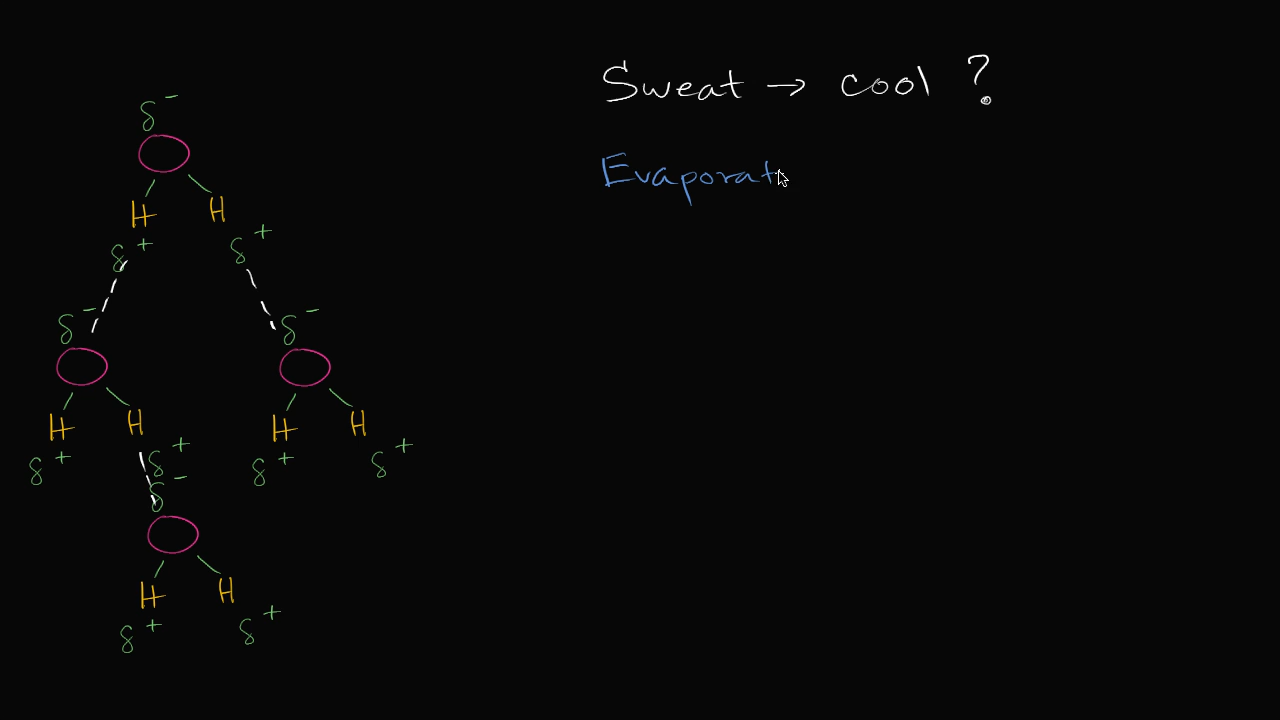 Sweat → cool ?
Evaporat
δ⁻
H H
δ⁺ δ⁺
δ⁻ δ⁻
H H H H
δ⁺ δ⁺ δ⁺ δ⁺
δ⁻
H H
δ⁺ δ⁺